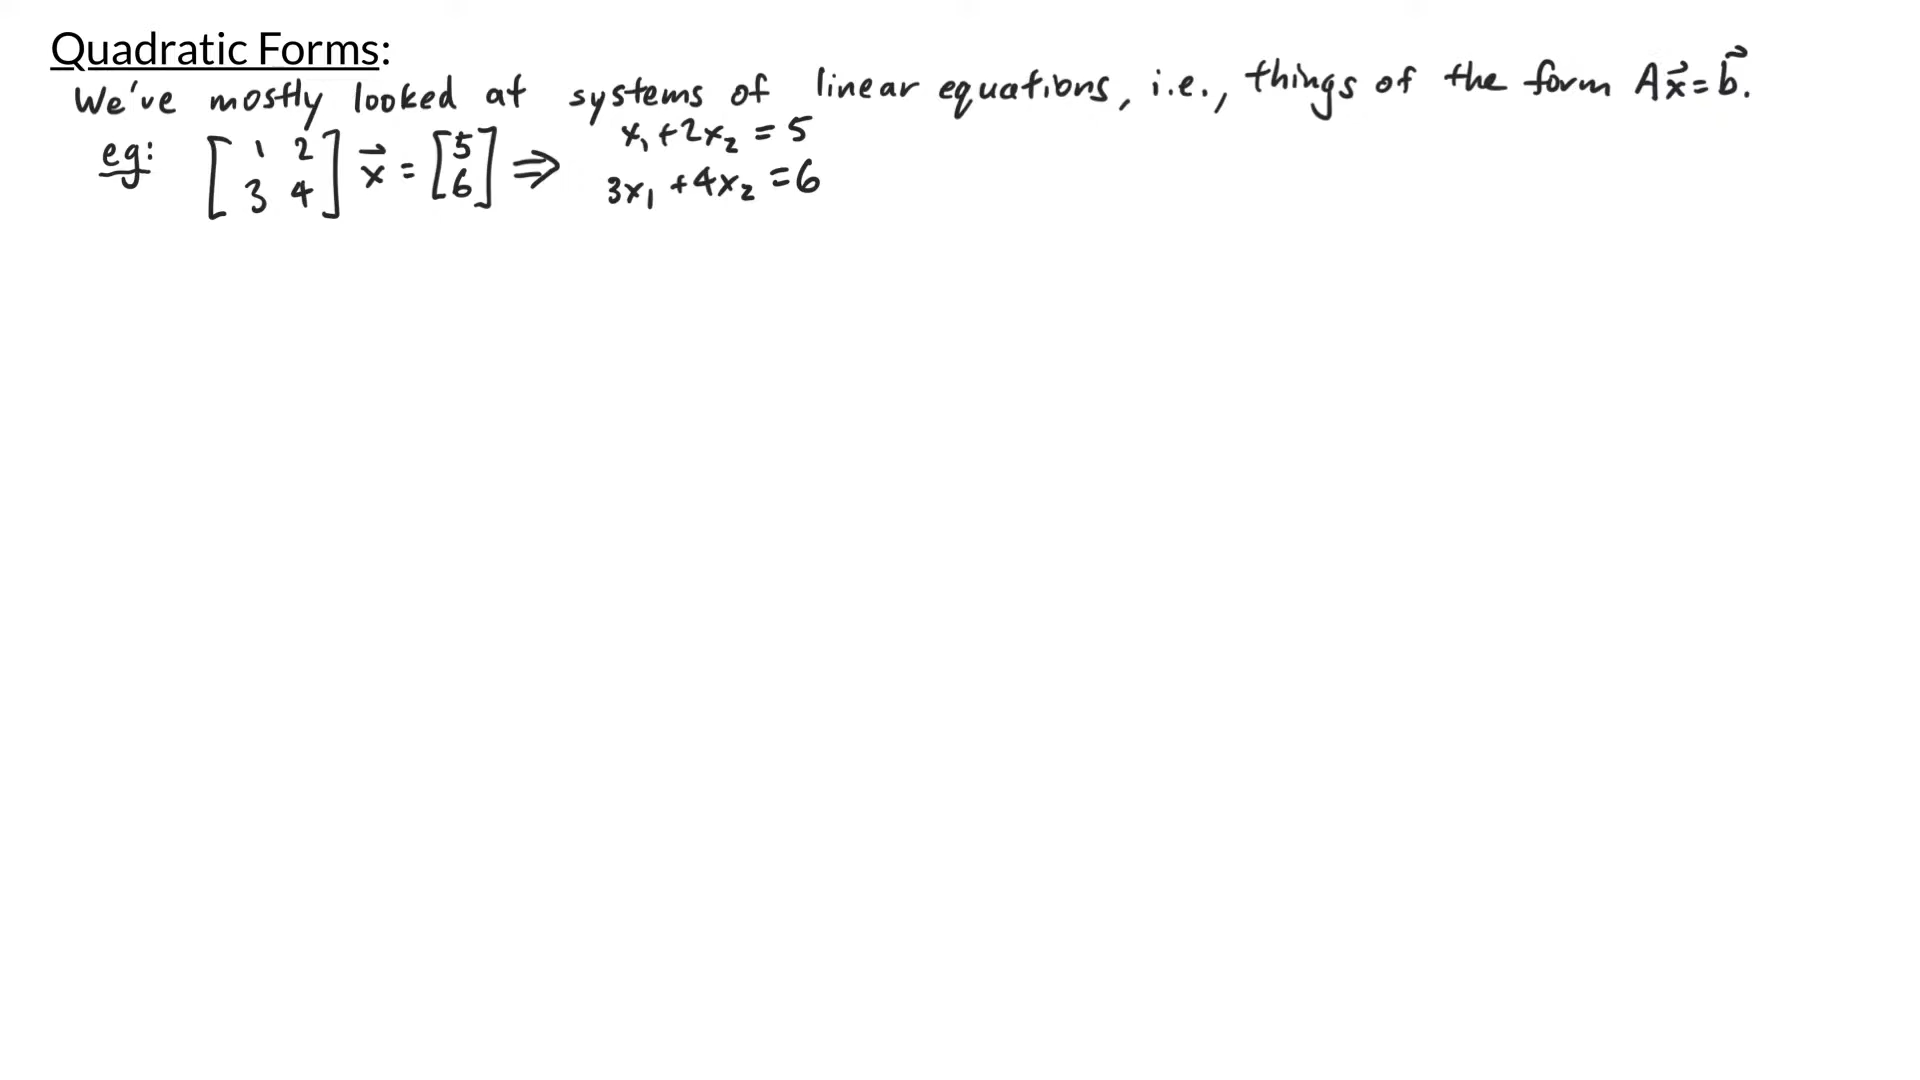 Quadratic Forms:
We've mostly looked at systems of linear equations, i.e., things of the form Ax⃗=b⃗.
eg: [1 2; 3 4] x⃗ = [5; 6] ⇒ x₁+2x₂=5
3x₁+4x₂=6